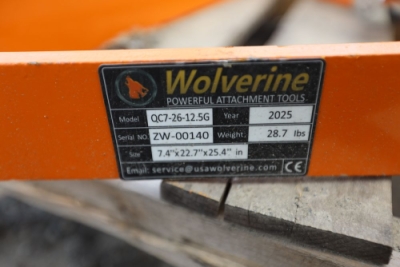 Wolverine
POWERFUL ATTACHMENT TOOLS
Model QC7-26-12.5G Year 2025
Serial NO. ZW-00140 Weight: 28.7 lbs
Size 7.4"x22.7"x25.4" in
Email: service@usawolverine.com CE